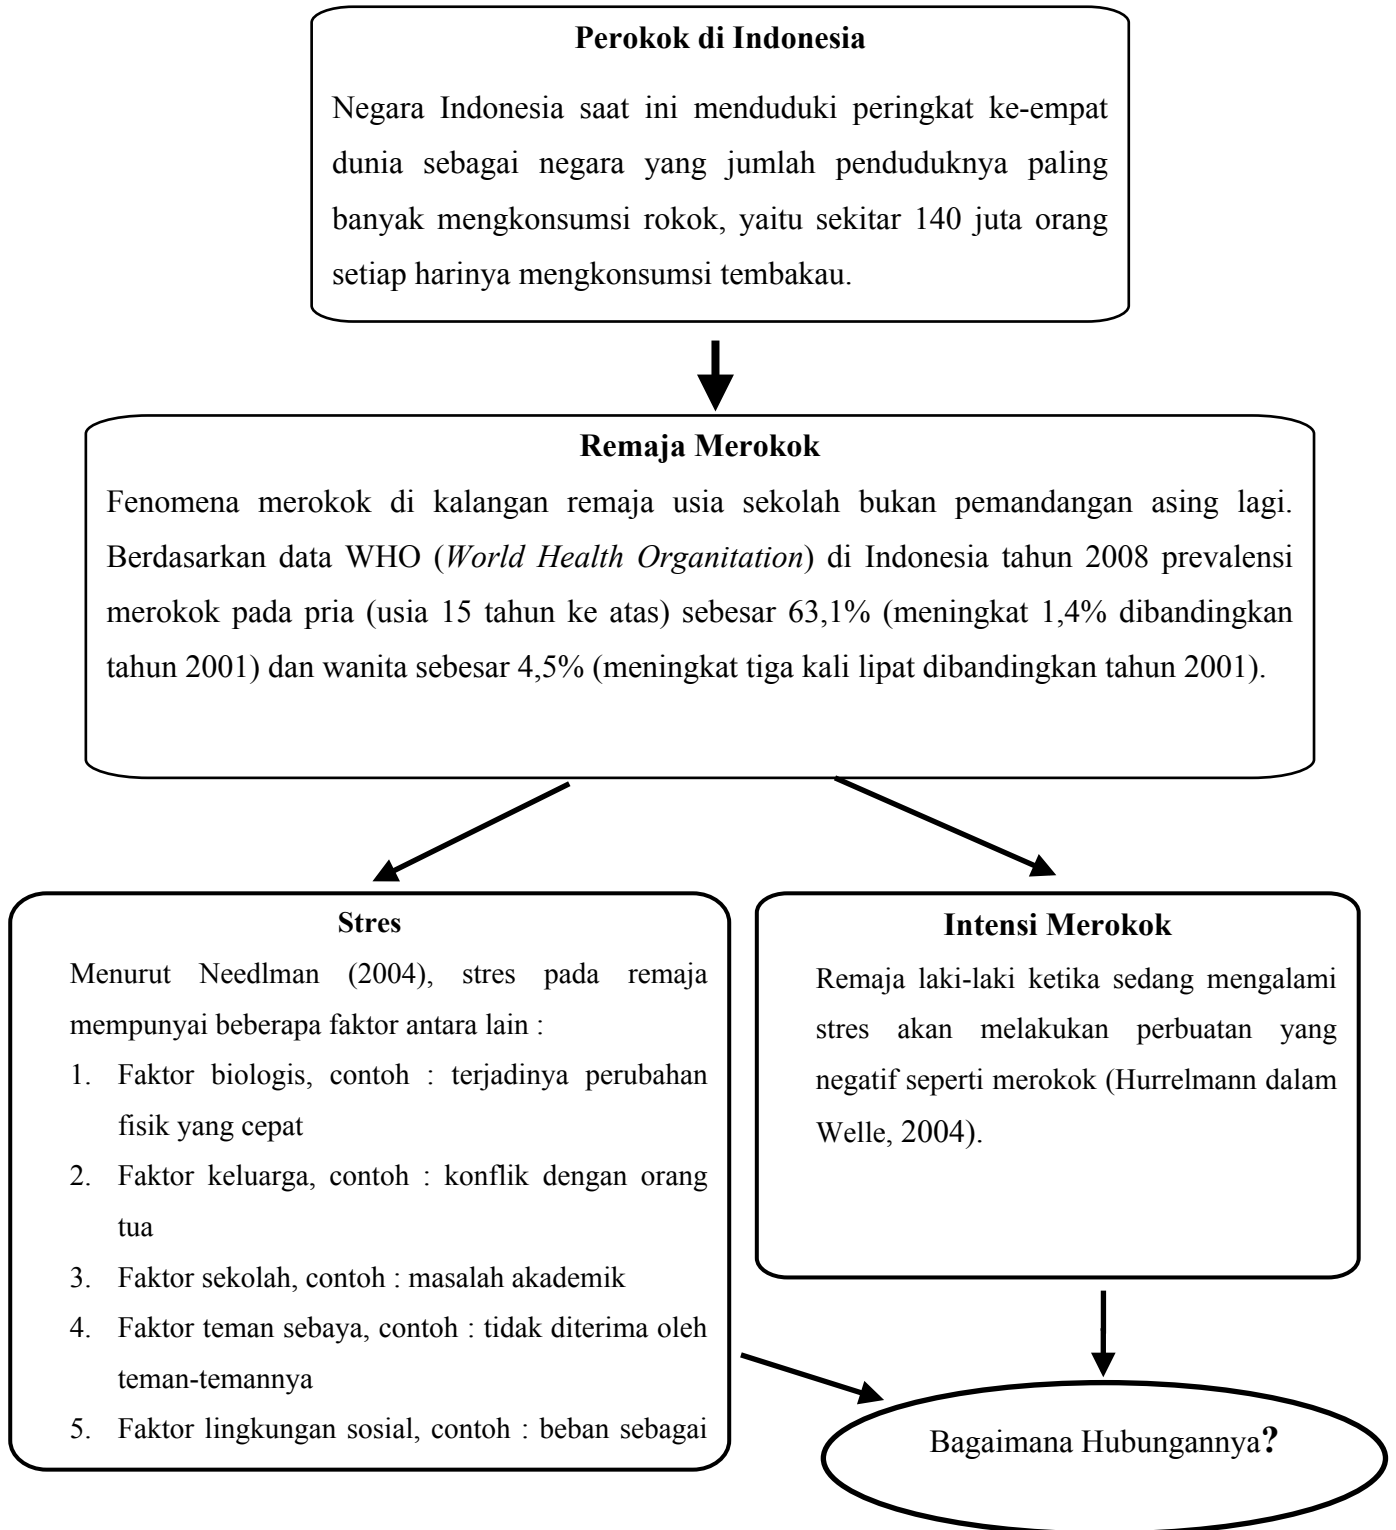 Perokok di Indonesia
Negara Indonesia saat ini menduduki peringkat ke-empat
dunia sebagai negara yang jumlah penduduknya paling
banyak mengkonsumsi rokok, yaitu sekitar 140 juta orang
setiap harinya mengkonsumsi tembakau.
Remaja Merokok
Fenomena merokok di kalangan remaja usia sekolah bukan pemandangan asing lagi.
Berdasarkan data WHO (World Health Organitation) di Indonesia tahun 2008 prevalensi
merokok pada pria (usia 15 tahun ke atas) sebesar 63,1% (meningkat 1,4% dibandingkan
tahun 2001) dan wanita sebesar 4,5% (meningkat tiga kali lipat dibandingkan tahun 2001).
Stres
Menurut Needlman (2004), stres pada remaja
mempunyai beberapa faktor antara lain :
1. Faktor biologis, contoh : terjadinya perubahan
fisik yang cepat
2. Faktor keluarga, contoh : konflik dengan orang
tua
3. Faktor sekolah, contoh : masalah akademik
4. Faktor teman sebaya, contoh : tidak diterima oleh
teman-temannya
5. Faktor lingkungan sosial, contoh : beban sebagai
Intensi Merokok
Remaja laki-laki ketika sedang mengalami
stres akan melakukan perbuatan yang
negatif seperti merokok (Hurrelmann dalam
Welle, 2004).
Bagaimana Hubungannya?